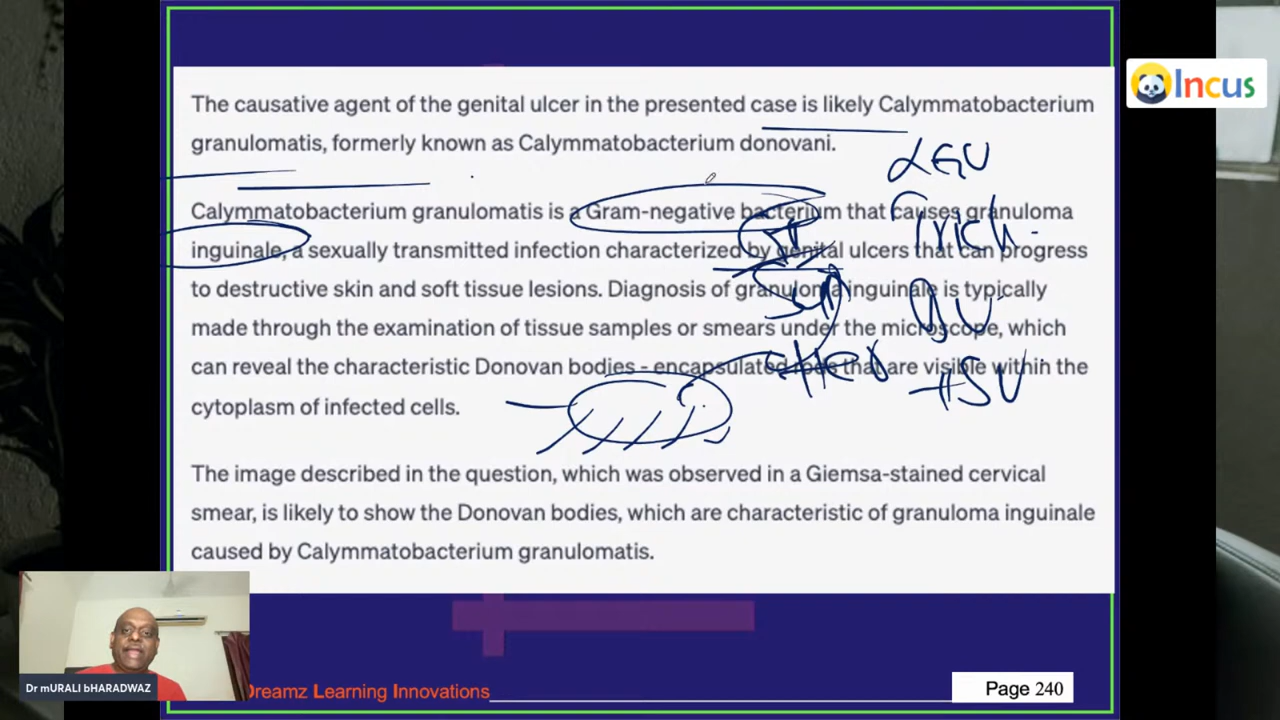 Incus
The causative agent of the genital ulcer in the presented case is likely Calymmatobacterium
granulomatis, formerly known as Calymmatobacterium donovani.
LGV
Calymmatobacterium granulomatis is a Gram-negative bacterium that causes granuloma
Trich.
inguinale, a sexually transmitted infection characterized by genital ulcers that can progress
to destructive skin and soft tissue lesions. Diagnosis of granuloma inguinale is typically
made through the examination of tissue samples or smears under the microscope, which
can reveal the characteristic Donovan bodies - encapsulated rods that are visible within the
HSV
cytoplasm of infected cells.
The image described in the question, which was observed in a Giemsa-stained cervical
smear, is likely to show the Donovan bodies, which are characteristic of granuloma inguinale
caused by Calymmatobacterium granulomatis.
Dr mURALI bHARADWAZ
Dreamz Learning Innovations
Page 240